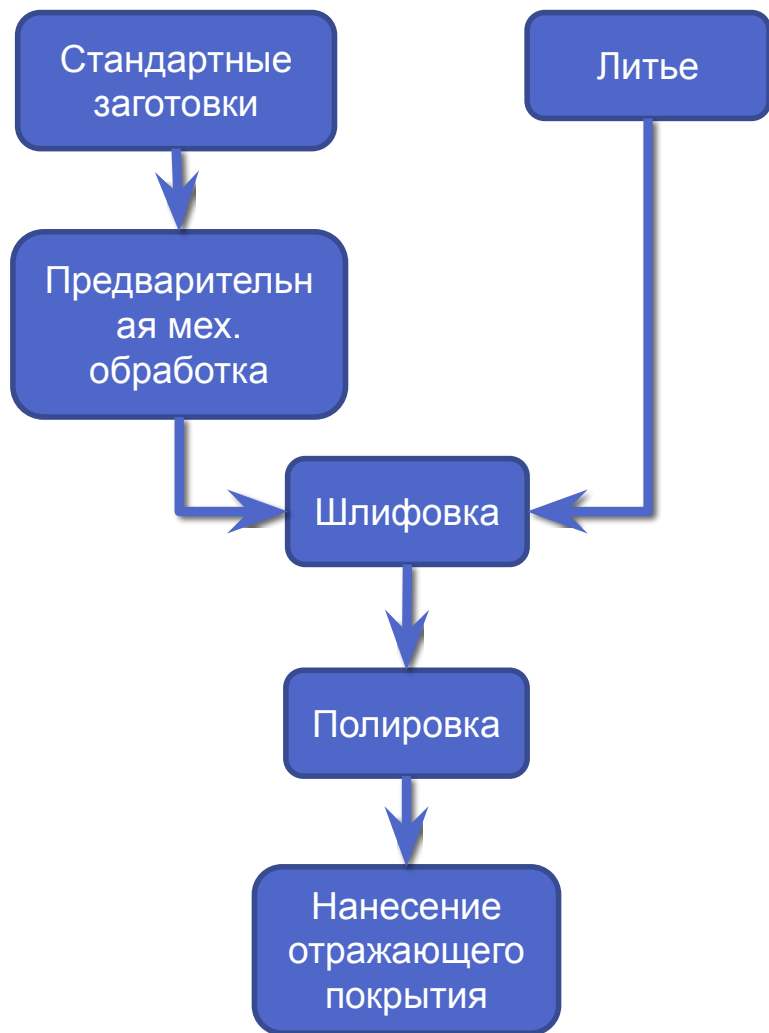 Стандартные
заготовки
Литье
Предварительн
ая мех.
обработка
Шлифовка
Полировка
Нанесение
отражающего
покрытия